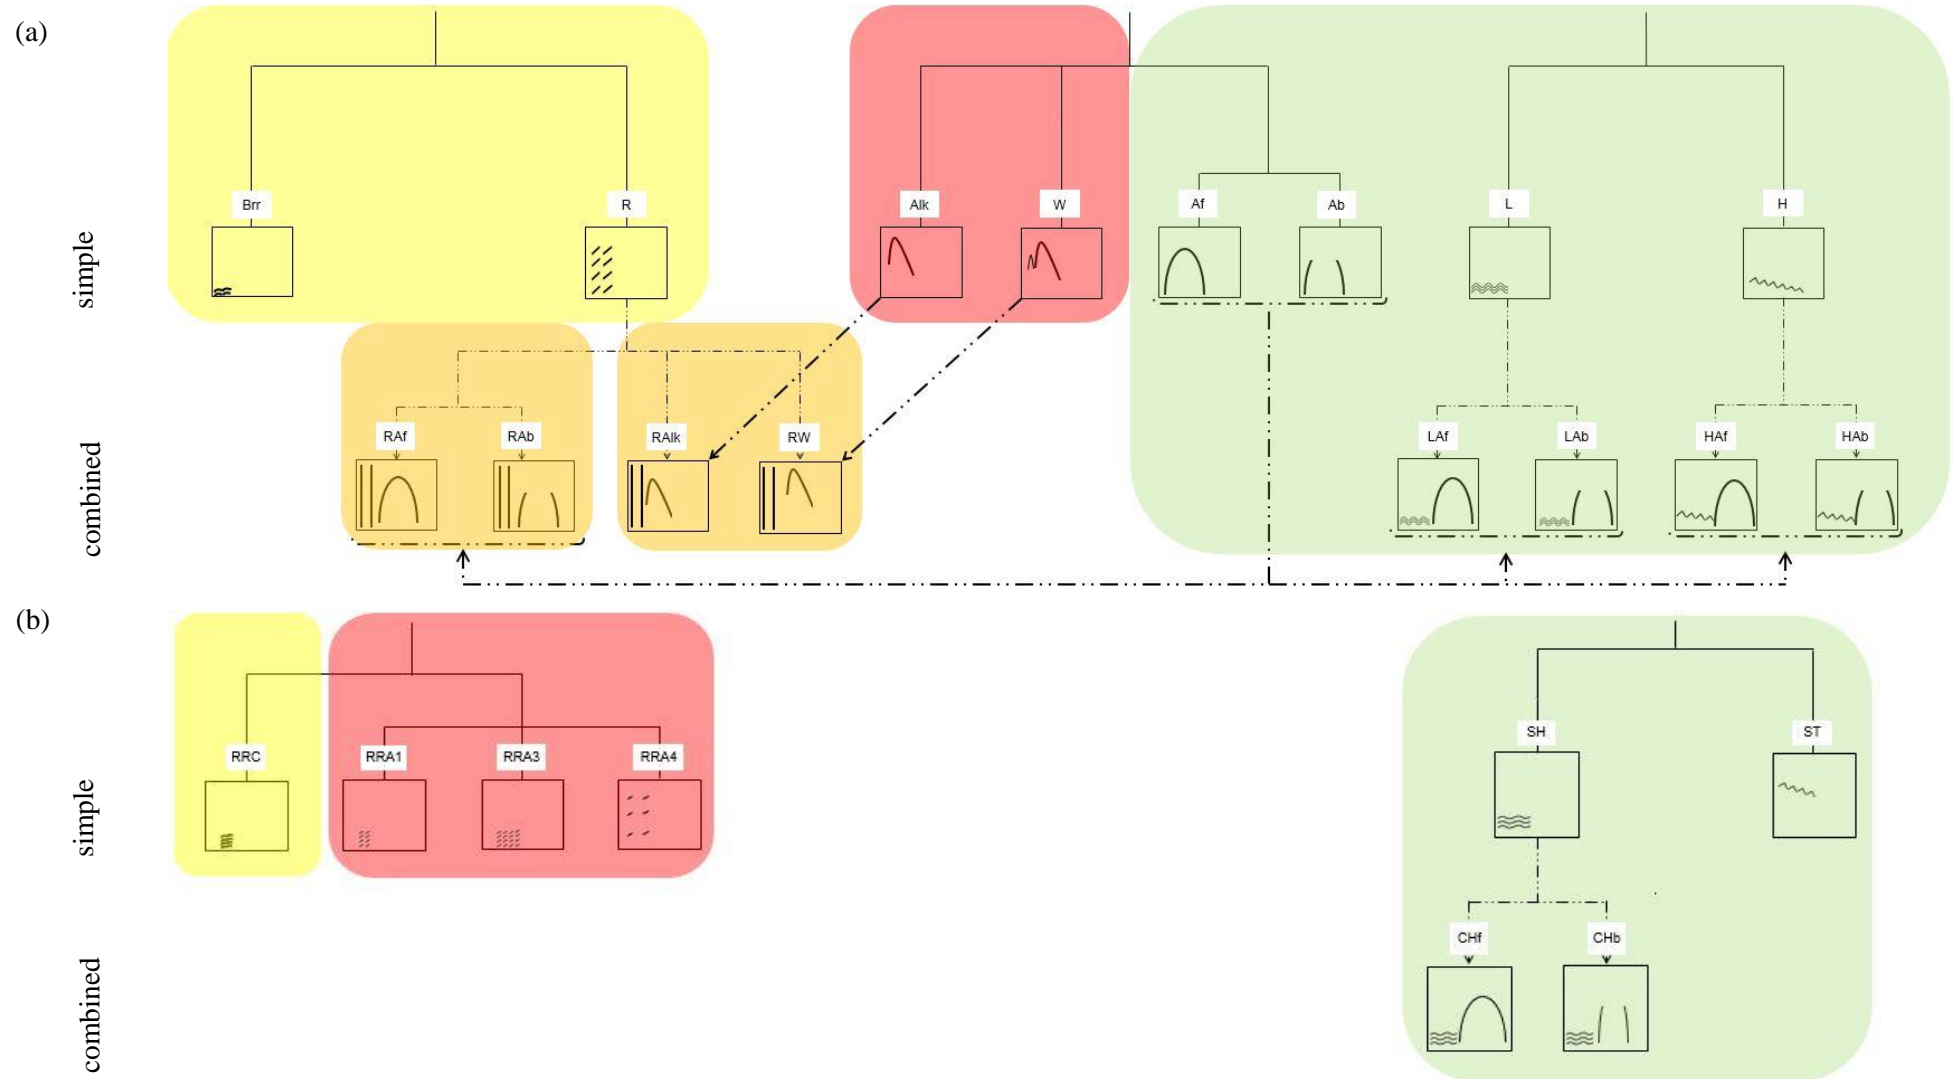 (a)
simple
Brr
R
Alk
W
Af
Ab
L
H
combined
RAf
RAb
RAlk
RW
LAf
LAb
HAf
HAb
(b)
simple
RRC
RRA1
RRA3
RRA4
SH
ST
combined
CHf
CHb